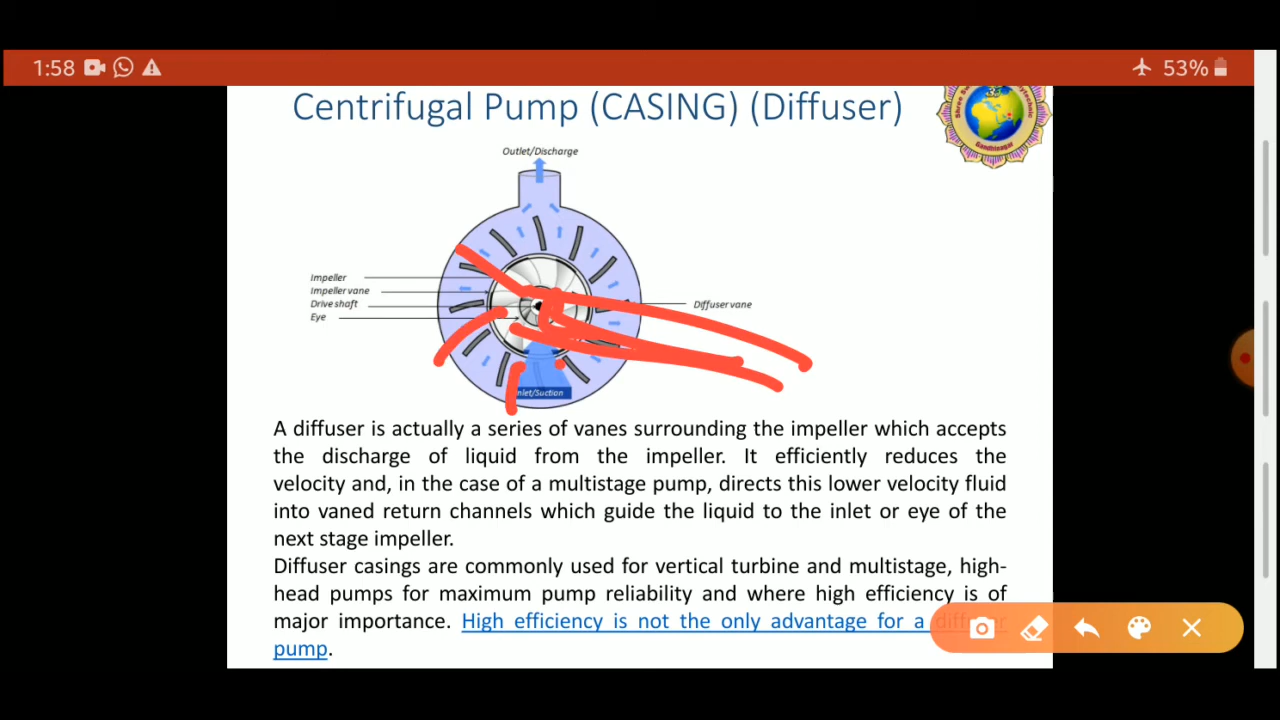 1:58
53%
Centrifugal Pump (CASING) (Diffuser)
Gandhinagar
Outlet/Discharge
Impeller
Impeller vane
Drive shaft
Eye
Diffuser vane
Inlet/Suction
A diffuser is actually a series of vanes surrounding the impeller which accepts
the discharge of liquid from the impeller. It efficiently reduces the
velocity and, in the case of a multistage pump, directs this lower velocity fluid
into vaned return channels which guide the liquid to the inlet or eye of the
next stage impeller.
Diffuser casings are commonly used for vertical turbine and multistage, high-
head pumps for maximum pump reliability and where high efficiency is of
major importance. High efficiency is not the only advantage for a diffuser
pump.